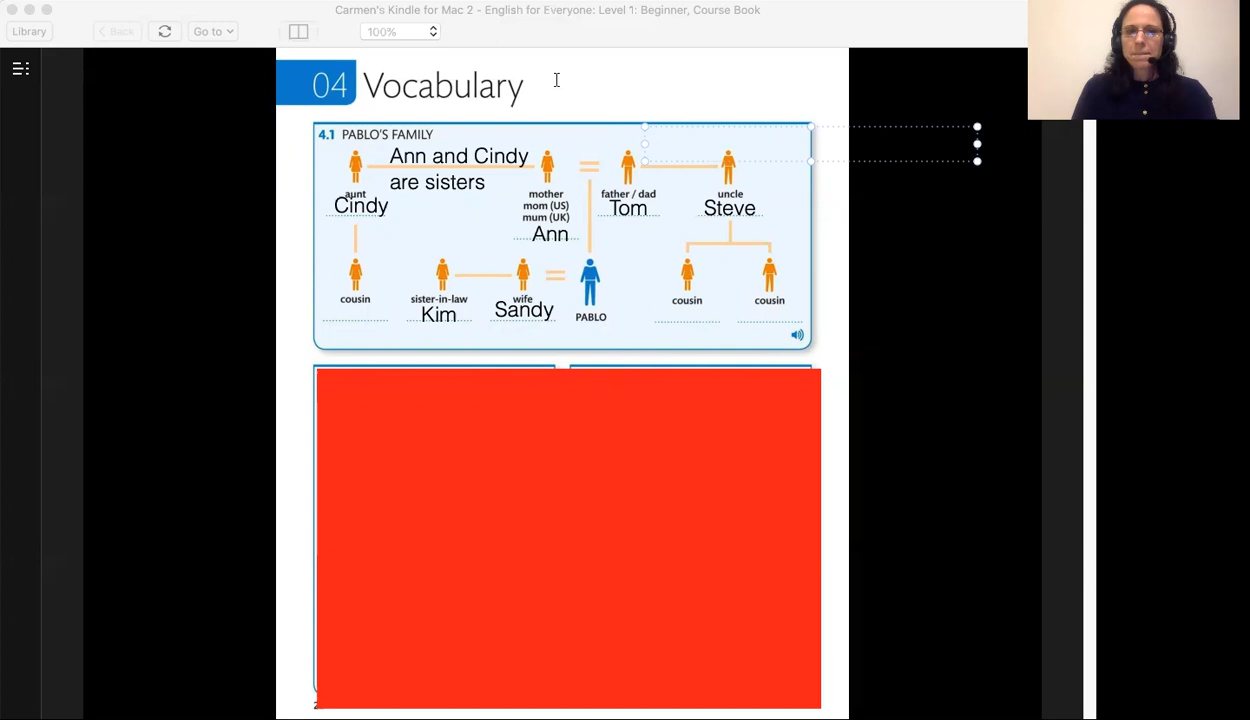 Carmen's Kindle for Mac 2 - English for Everyone: Level 1: Beginner, Course Book
Library
Back
Go to
100%
04 Vocabulary
4.1 PABLO'S FAMILY
Ann and Cindy
are sisters
aunt
Cindy
mother
mom (US)
mum (UK)
Ann
father / dad
Tom
uncle
Steve
cousin
sister-in-law
Kim
wife
Sandy
PABLO
cousin
cousin